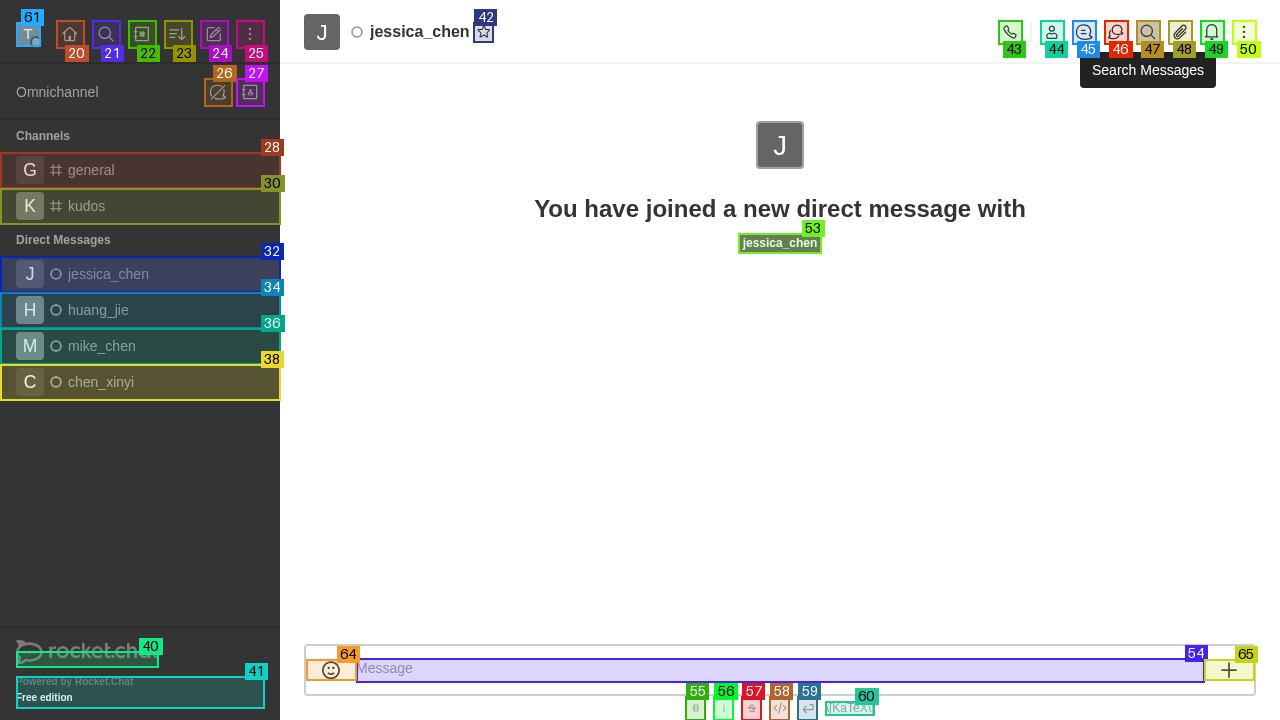 61
T
20
21
22
23
24
25
J
jessica_chen
42
43
44
45
46
47
48
49
50
Search Messages
26
27
Omnichannel
Channels
28
G general
30
K kudos
Direct Messages
32
J jessica_chen
34
H huang_jie
36
M mike_chen
38
C chen_xinyi
J
You have joined a new direct message with
53
jessica_chen
40
rocket.chat
41
Powered by Rocket.Chat
Free edition
64
Message
54
65
55
56
57
58
59
60
B
i
S
\[KaTeX\]